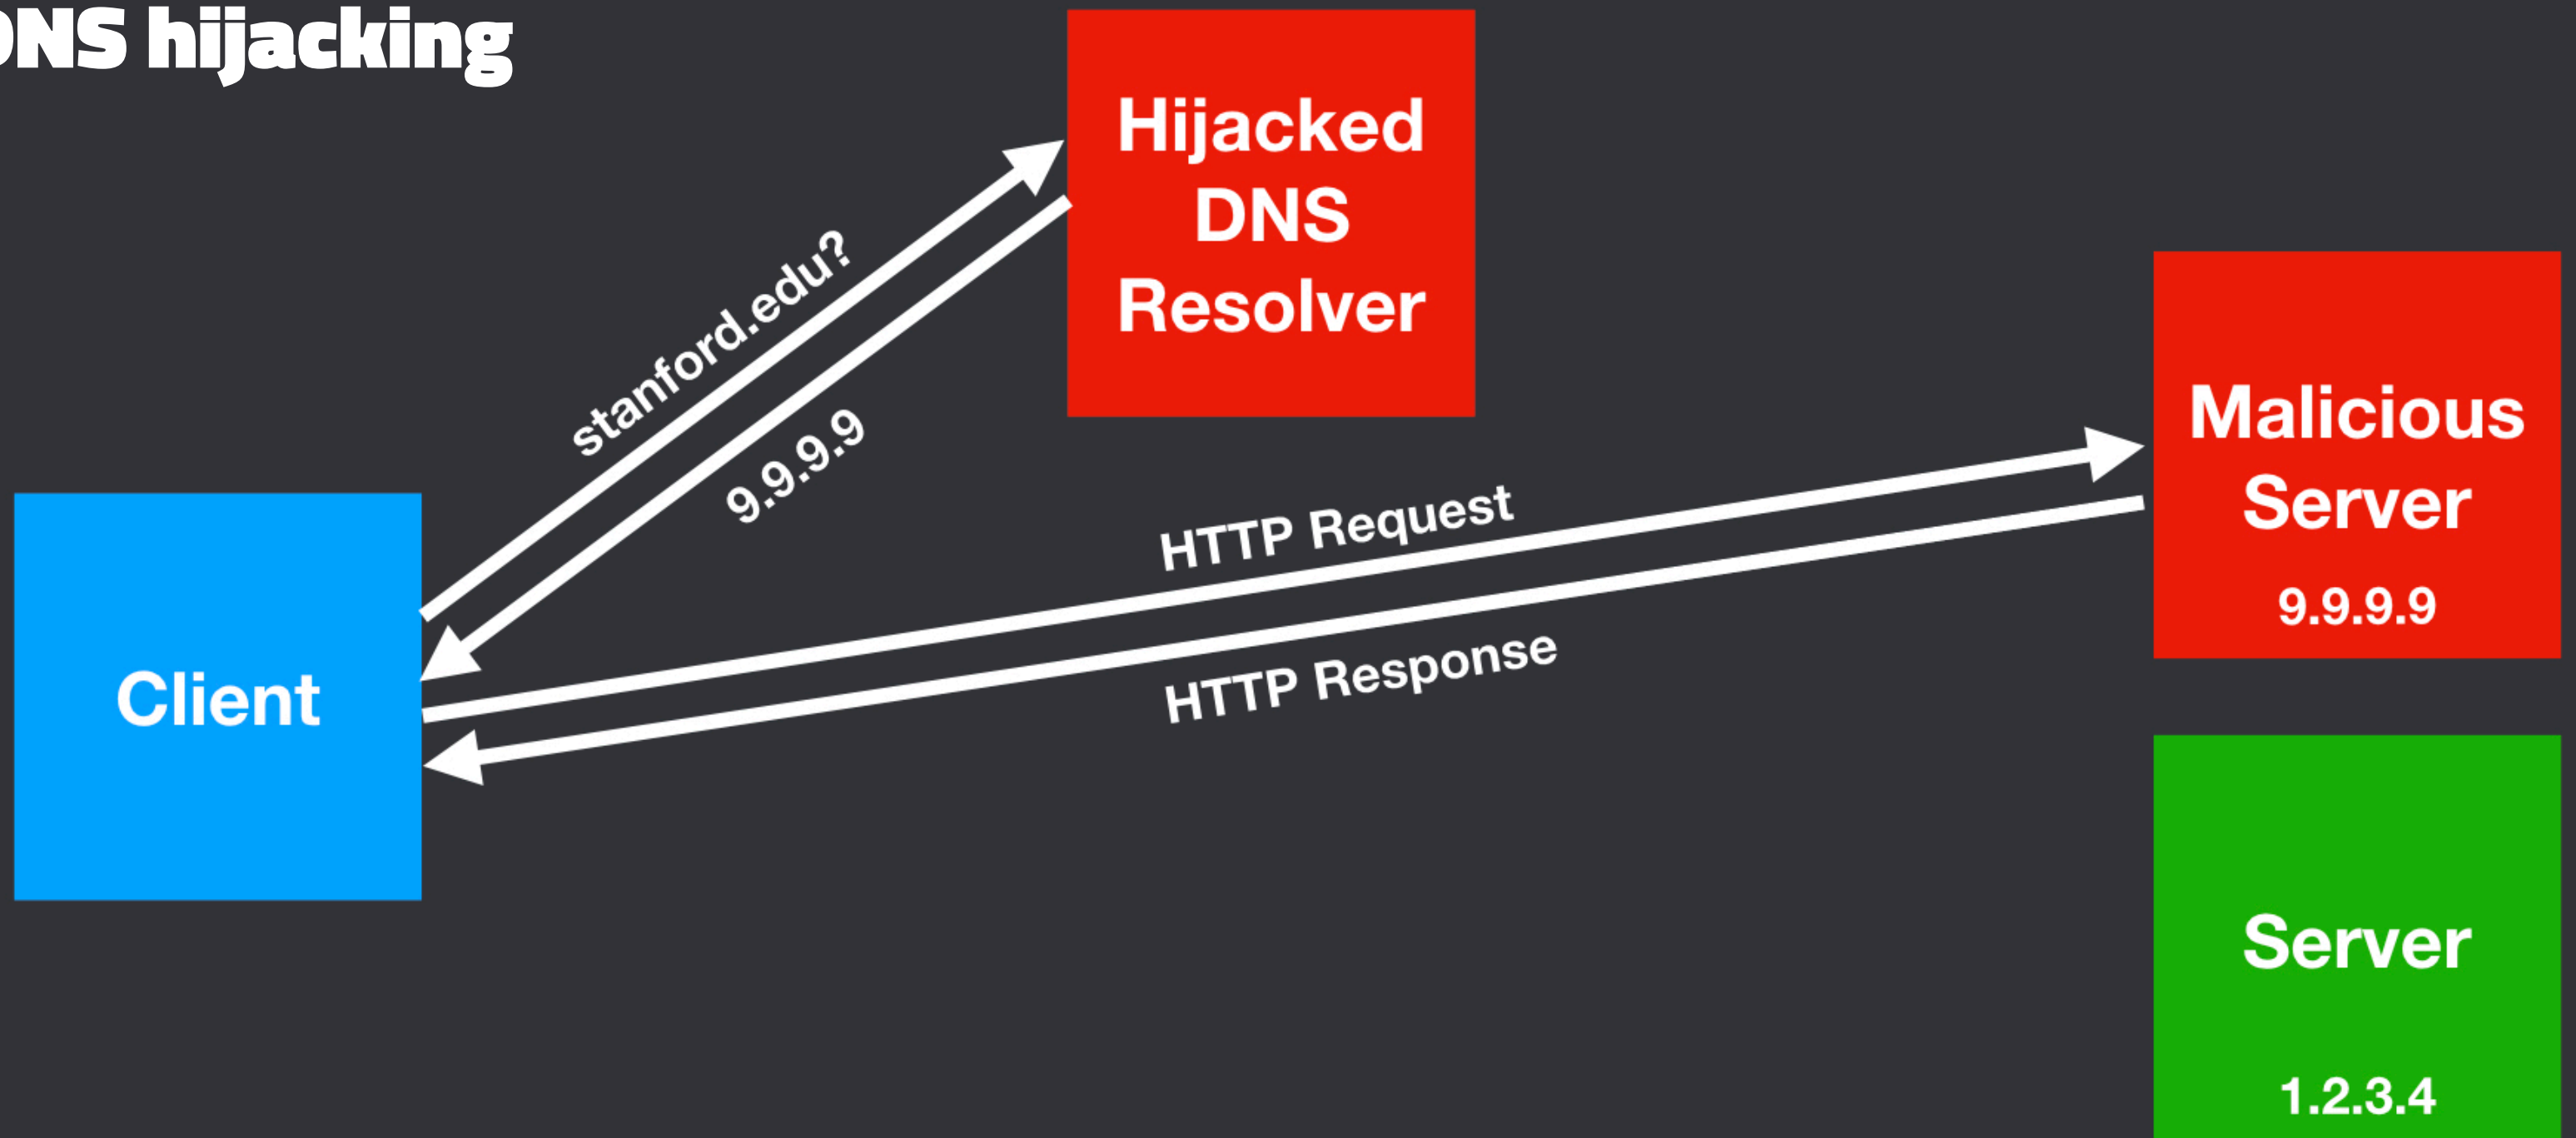 DNS hijacking
Hijacked
DNS
Resolver
stanford.edu?
9.9.9.9
Malicious
Server
9.9.9.9
HTTP Request
HTTP Response
Client
Server
1.2.3.4